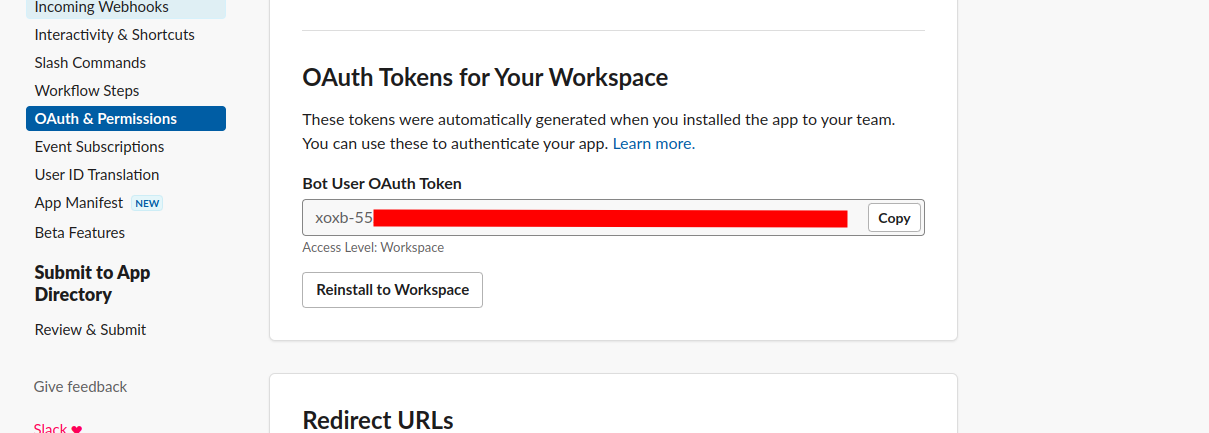 Incoming Webhooks
Interactivity & Shortcuts
Slash Commands
Workflow Steps
OAuth & Permissions
Event Subscriptions
User ID Translation
App Manifest NEW
Beta Features
Submit to App
Directory
Review & Submit
Give feedback
Slack ♥
OAuth Tokens for Your Workspace
These tokens were automatically generated when you installed the app to your team.
You can use these to authenticate your app. Learn more.
Bot User OAuth Token
xoxb-55
Copy
Access Level: Workspace
Reinstall to Workspace
Redirect URLs